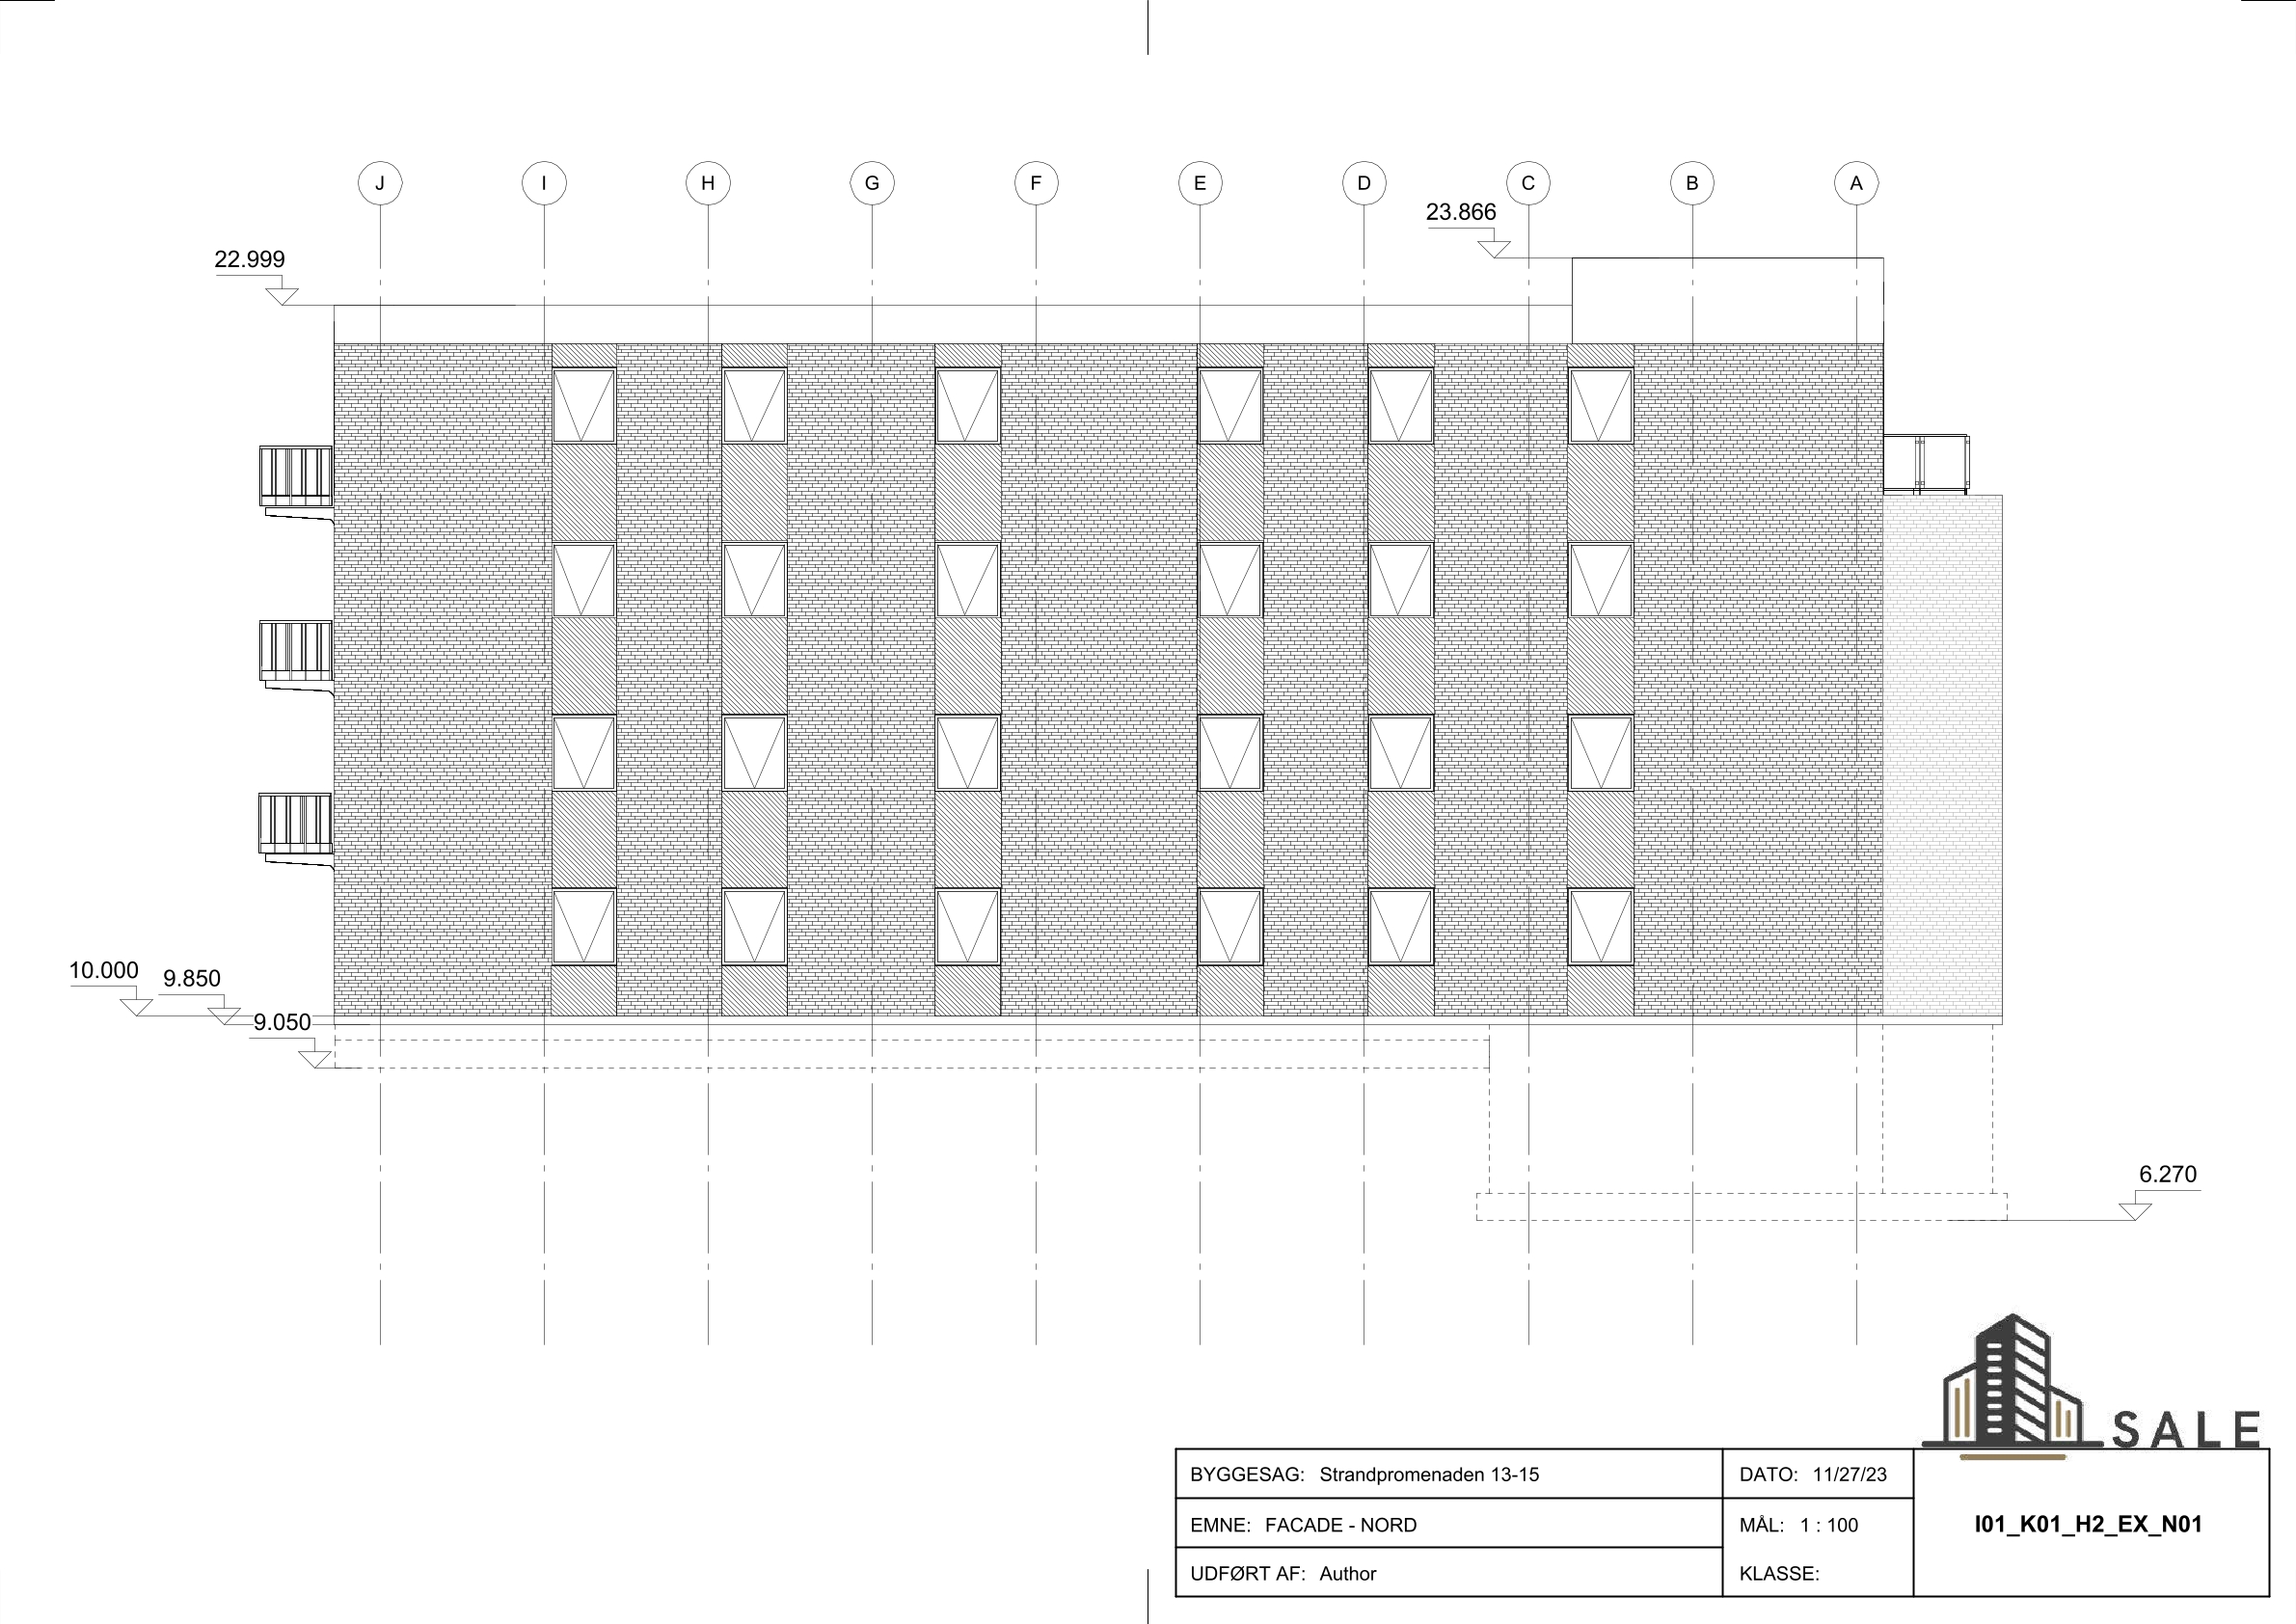 J I H G F E D C B A
23.866
22.999
10.000
9.850
9.050
6.270
SALE
BYGGESAG: Strandpromenaden 13-15
DATO: 11/27/23
EMNE: FACADE - NORD
MÅL: 1 : 100
I01_K01_H2_EX_N01
UDFØRT AF: Author
KLASSE: